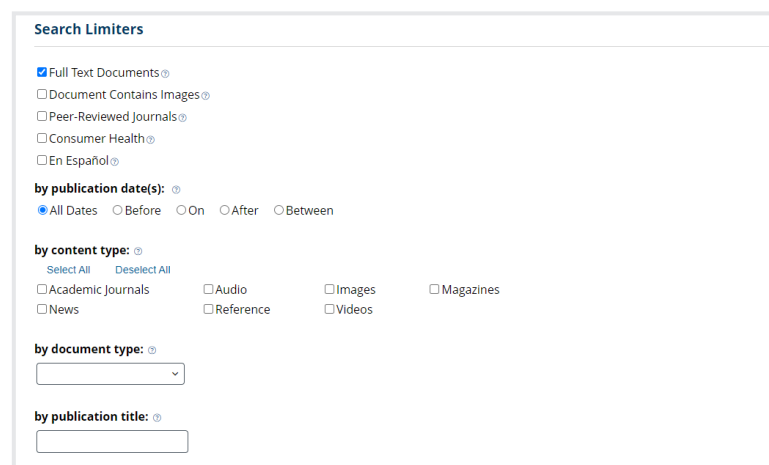 Search Limiters
Full Text Documents
Document Contains Images
Peer-Reviewed Journals
Consumer Health
En Español
by publication date(s):
All Dates Before On After Between
by content type:
Select All Deselect All
Academic Journals Audio Images Magazines
News Reference Videos
by document type:
by publication title: